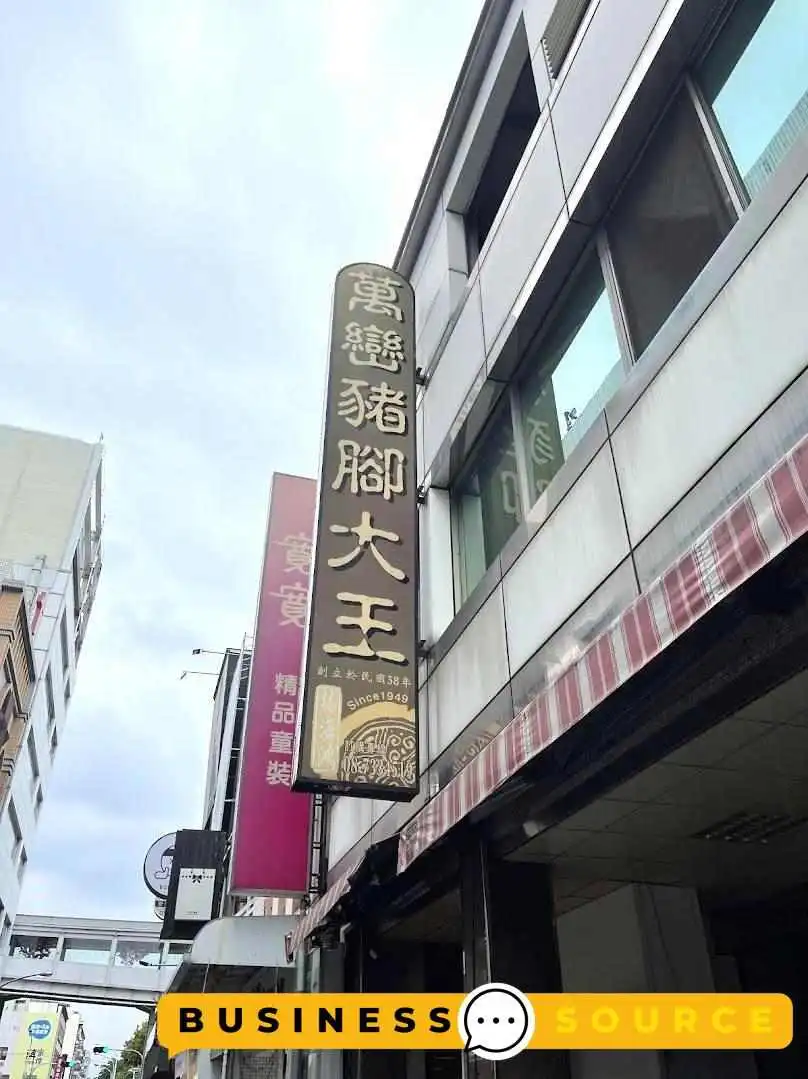 萬巒豬腳大王
創立於民國38年
Since1949
寶寶
精品童裝
BUSINESS
SOURCE